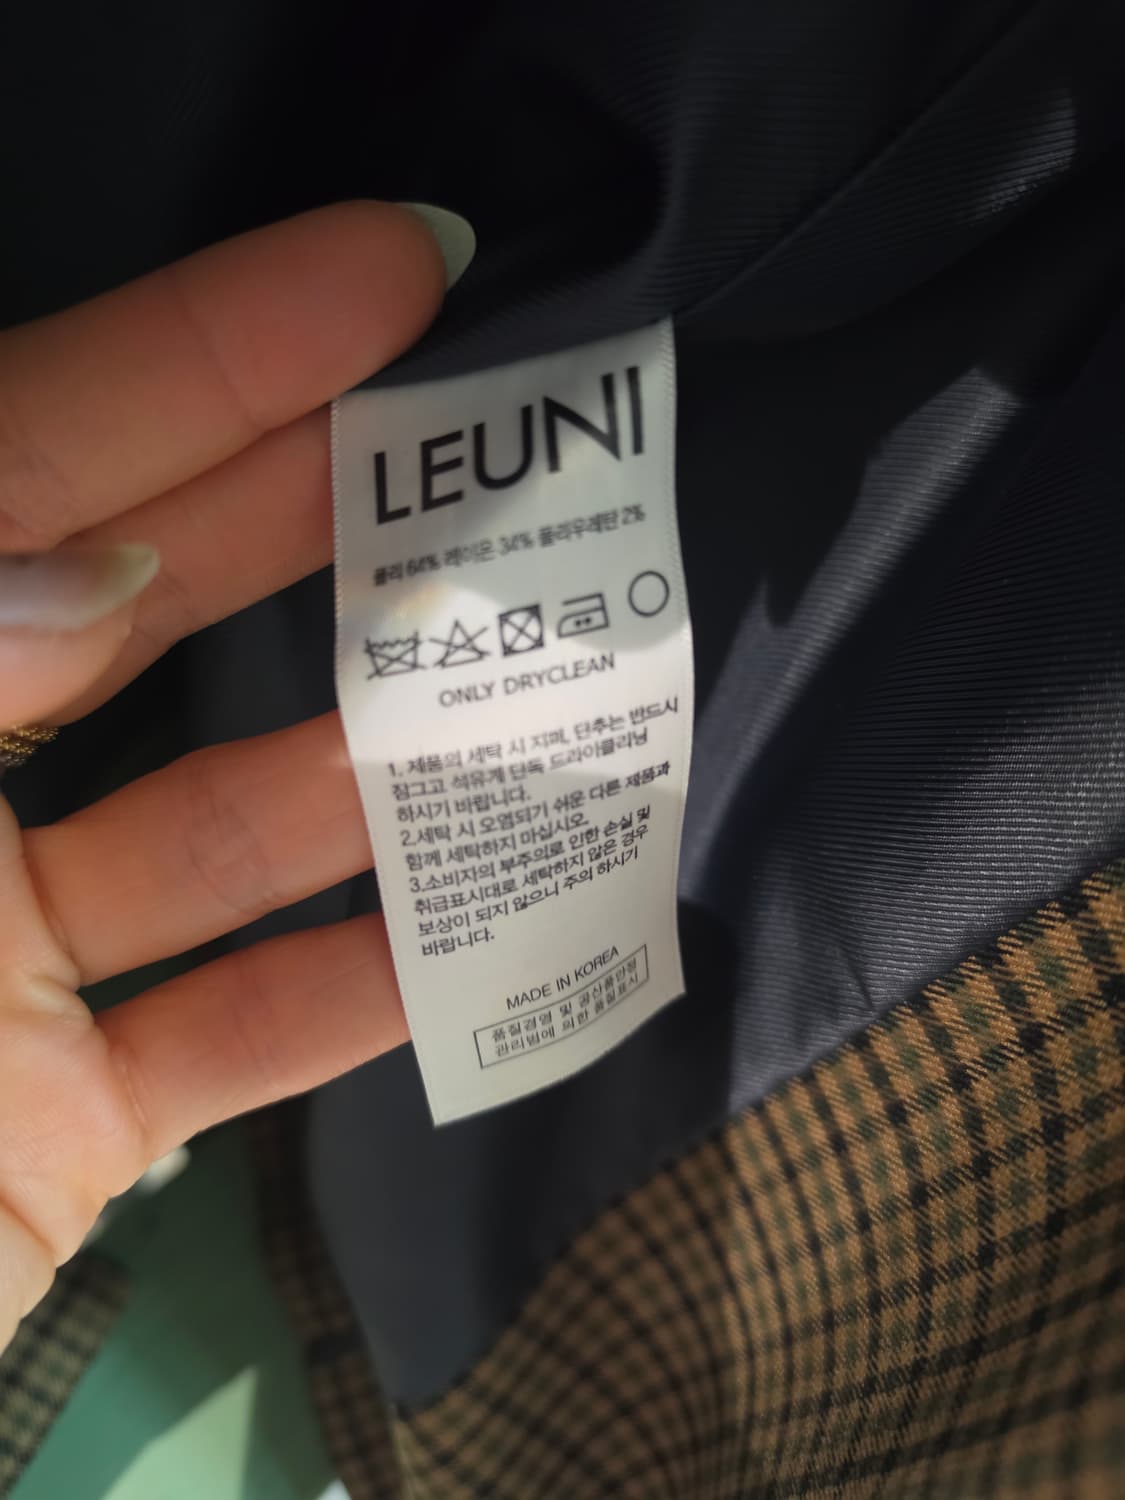 LEUNI
폴리 64% 레이온 34% 폴리우레탄 2%
ONLY DRYCLEAN
1. 제품의 세탁 시 지퍼, 단추는 반드시
잠그고 석유계 단독 드라이클리닝
하시기 바랍니다.
2.세탁 시 오염되기 쉬운 다른 제품과
함께 세탁하지 마십시오.
3.소비자의 부주의로 인한 손실 및
취급표시대로 세탁하지 않은 경우
보상이 되지 않으니 주의 하시기
바랍니다.
MADE IN KOREA
품질경영 및 공산품안정
관리법에 의한 품질표시